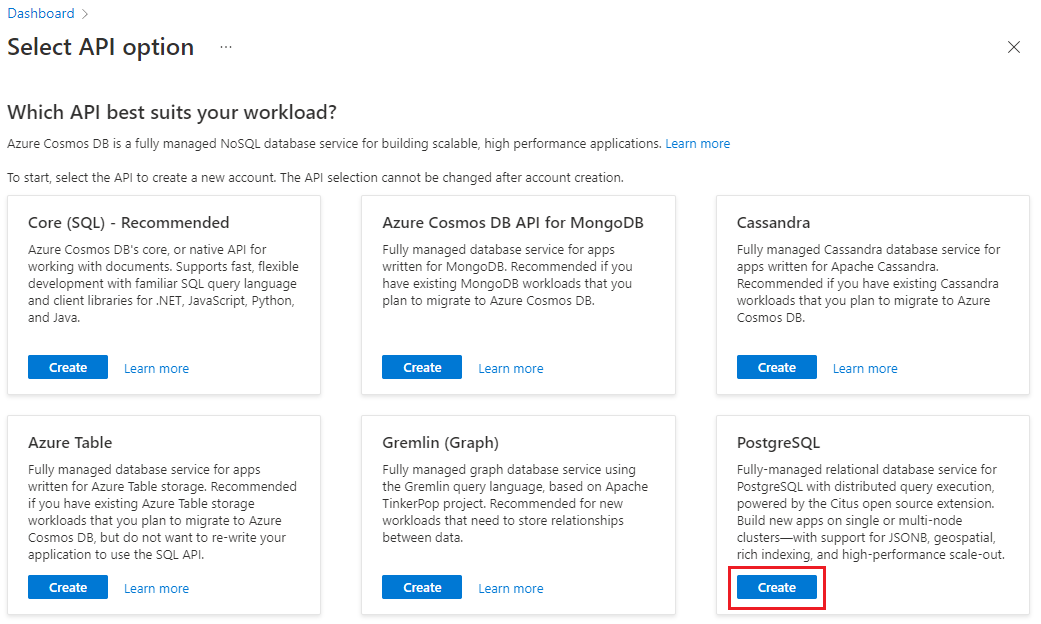 Dashboard
Select API option ...
Which API best suits your workload?
Azure Cosmos DB is a fully managed NoSQL database service for building scalable, high performance applications. Learn more
To start, select the API to create a new account. The API selection cannot be changed after account creation.
Core (SQL) - Recommended
Azure Cosmos DB's core, or native API for
working with documents. Supports fast, flexible
development with familiar SQL query language
and client libraries for .NET, JavaScript, Python,
and Java.
Create Learn more
Azure Cosmos DB API for MongoDB
Fully managed database service for apps
written for MongoDB. Recommended if you
have existing MongoDB workloads that you
plan to migrate to Azure Cosmos DB.
Create Learn more
Cassandra
Fully managed Cassandra database service for
apps written for Apache Cassandra.
Recommended if you have existing Cassandra
workloads that you plan to migrate to Azure
Cosmos DB.
Create Learn more
Azure Table
Fully managed database service for apps
written for Azure Table storage. Recommended
if you have existing Azure Table storage
workloads that you plan to migrate to Azure
Cosmos DB, but do not want to re-write your
application to use the SQL API.
Create Learn more
Gremlin (Graph)
Fully managed graph database service using
the Gremlin query language, based on Apache
TinkerPop project. Recommended for new
workloads that need to store relationships
between data.
Create Learn more
PostgreSQL
Fully-managed relational database service for
PostgreSQL with distributed query execution,
powered by the Citus open source extension.
Build new apps on single or multi-node
clusters—with support for JSONB, geospatial,
rich indexing, and high-performance scale-out.
Create